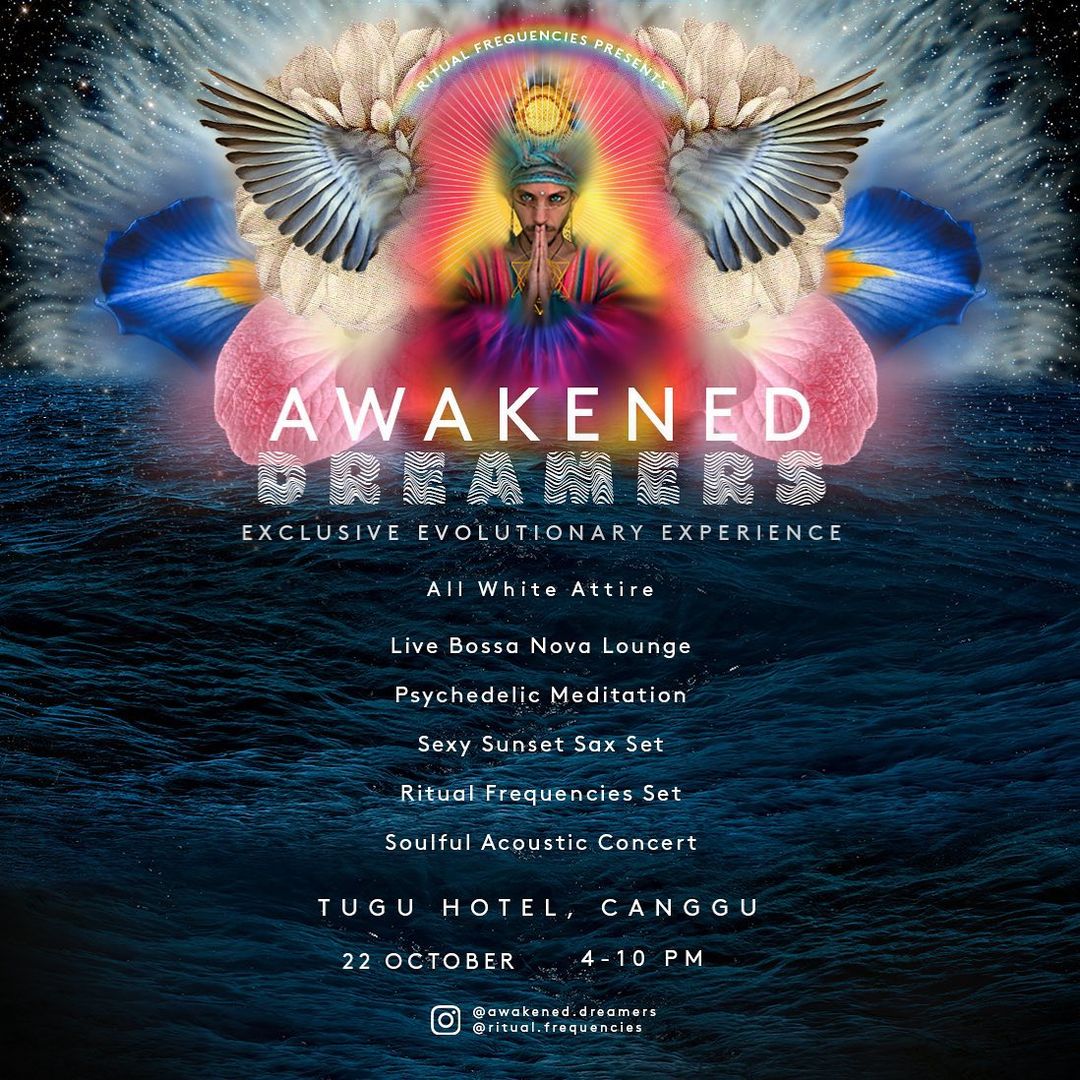 RITUAL FREQUENCIES PRESENTS
AWAKENED
DREAMERS
EXCLUSIVE EVOLUTIONARY EXPERIENCE
All White Attire
Live Bossa Nova Lounge
Psychedelic Meditation
Sexy Sunset Sax Set
Ritual Frequencies Set
Soulful Acoustic Concert
TUGU HOTEL, CANGGU
22 OCTOBER 4-10 PM
@awakened.dreamers
@ritual.frequencies